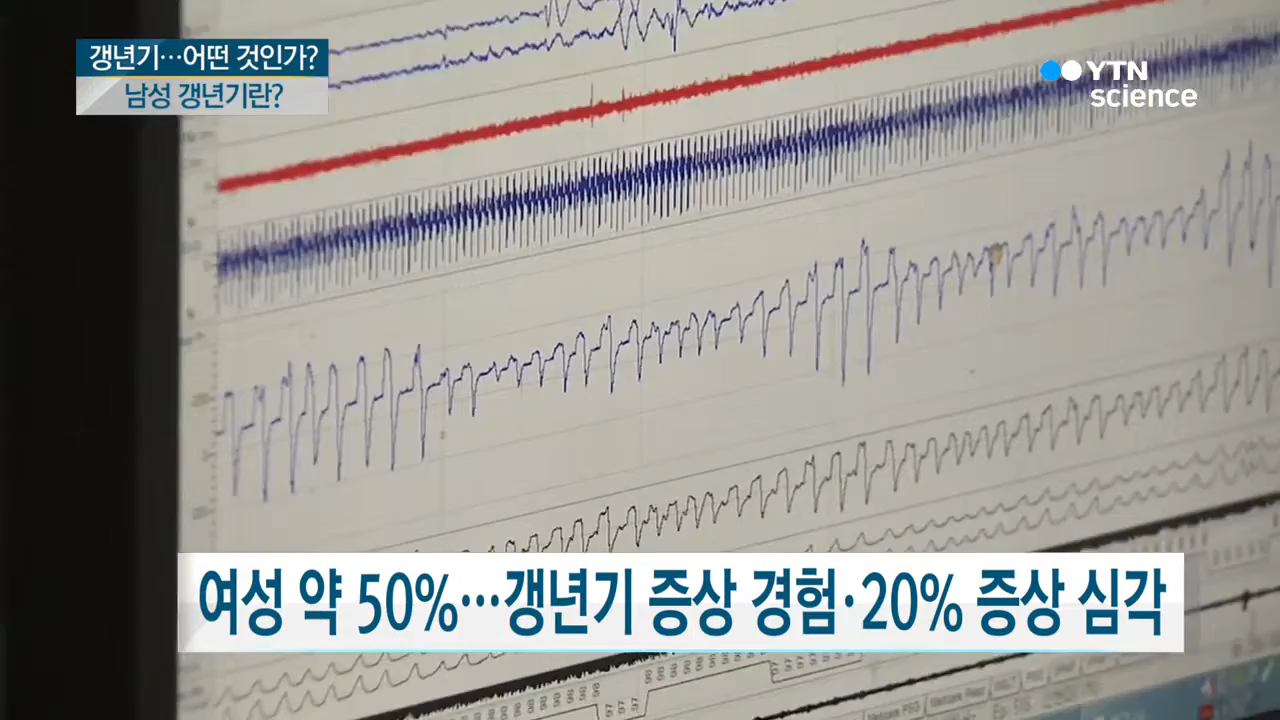 갱년기…어떤 것인가?
남성 갱년기란?
YTN
science
여성 약 50%…갱년기 증상 경험·20% 증상 심각